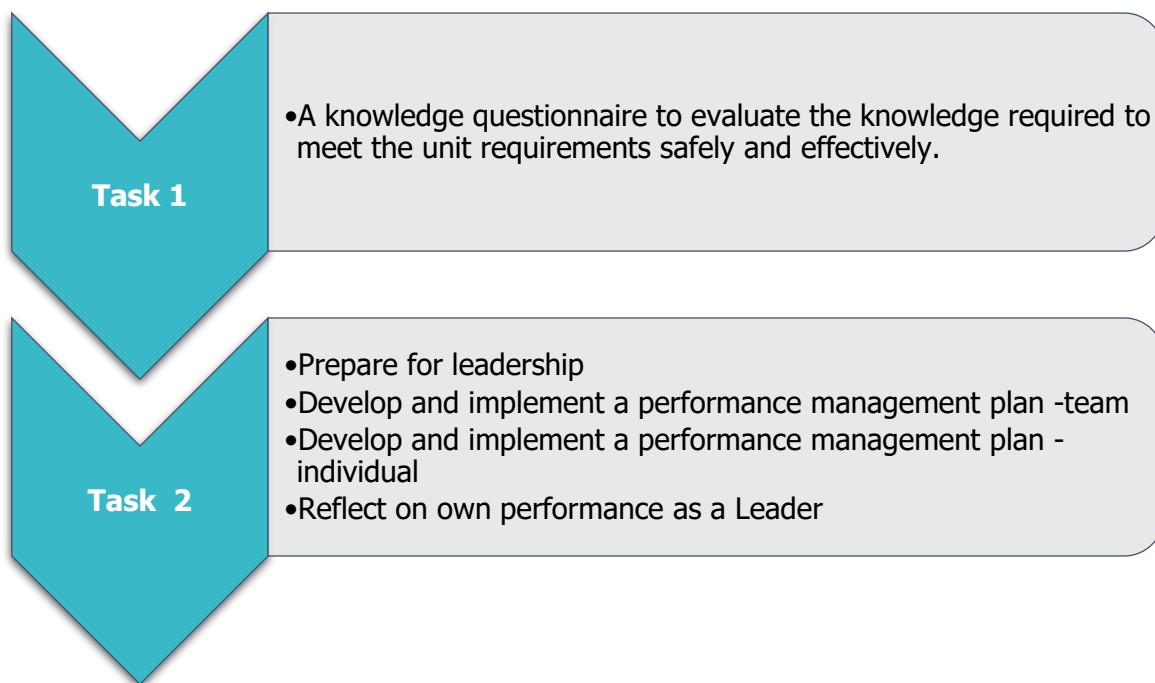 Task 1
•A knowledge questionnaire to evaluate the knowledge required to
meet the unit requirements safely and effectively.
Task 2
•Prepare for leadership
•Develop and implement a performance management plan -team
•Develop and implement a performance management plan -
individual
•Reflect on own performance as a Leader